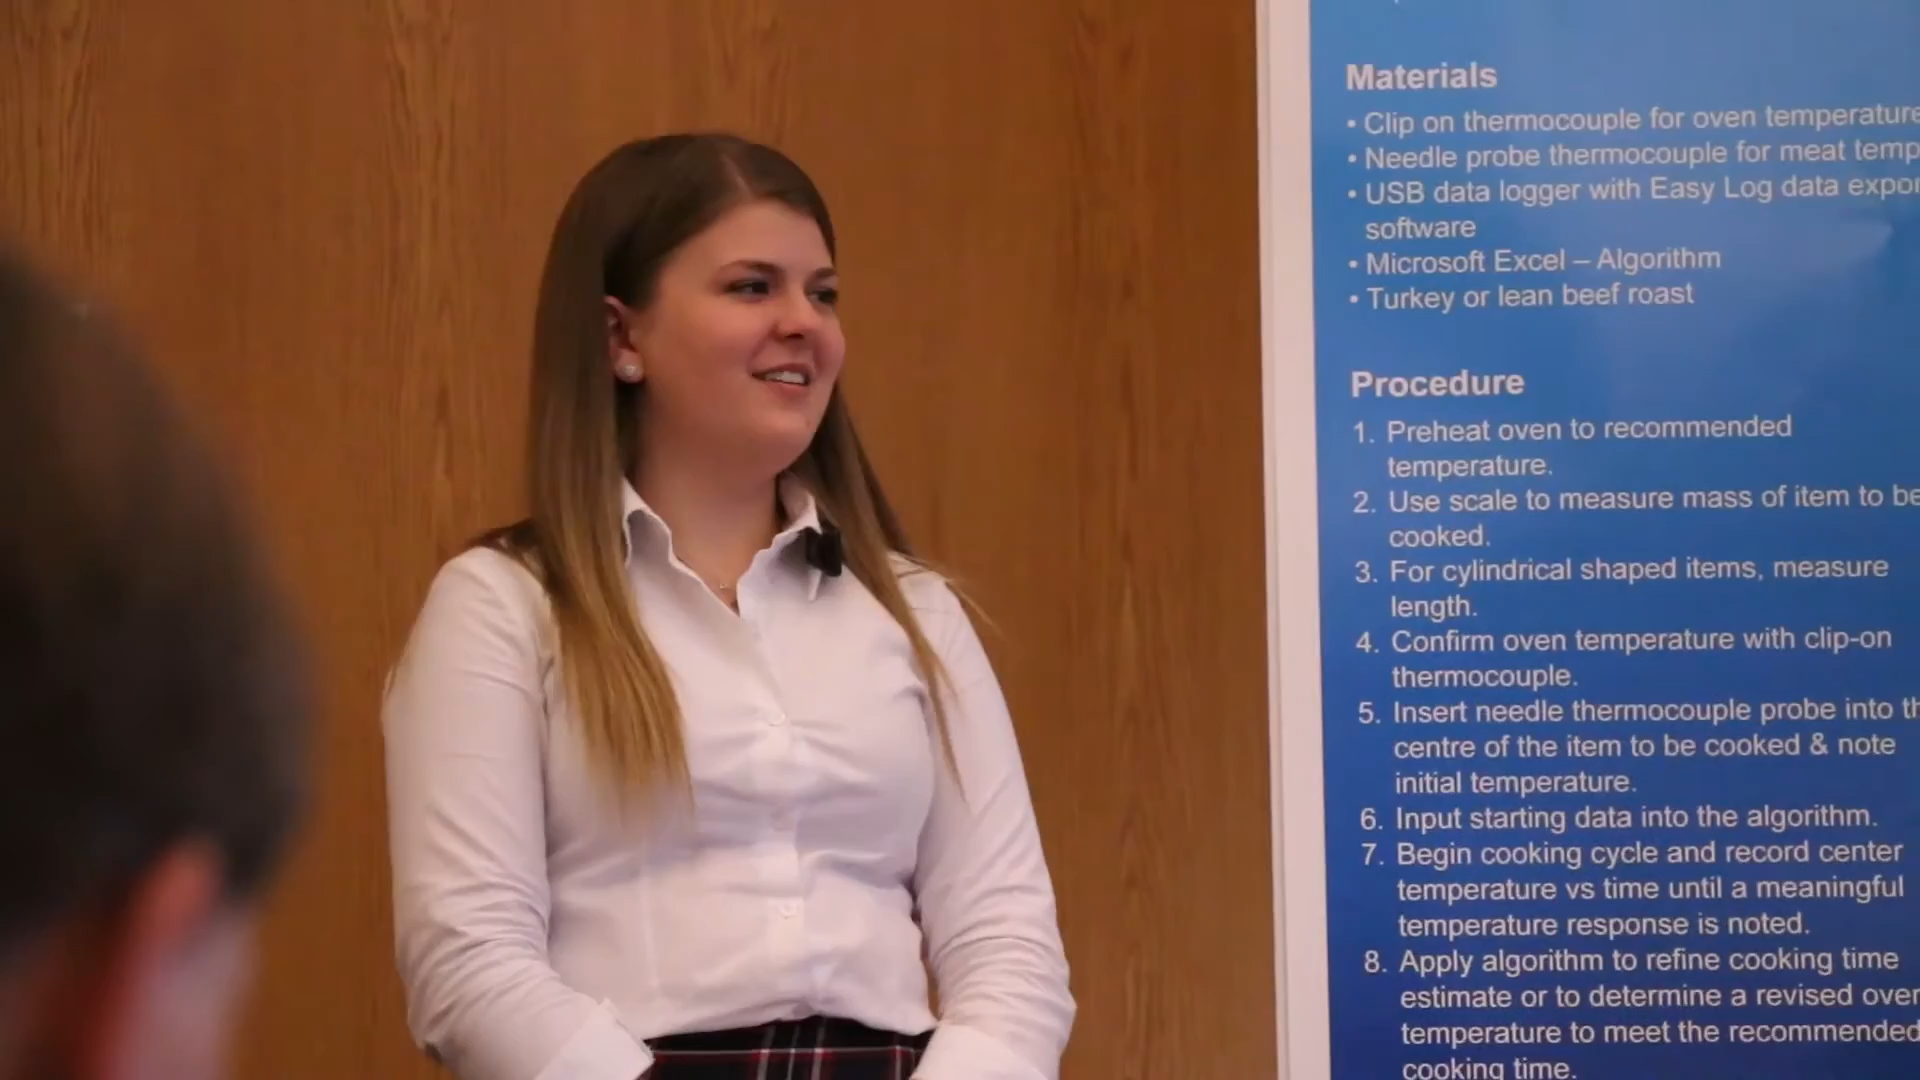 Materials
• Clip on thermocouple for oven temperature
• Needle probe thermocouple for meat temp
• USB data logger with Easy Log data expor
software
• Microsoft Excel – Algorithm
• Turkey or lean beef roast
Procedure
1. Preheat oven to recommended
temperature.
2. Use scale to measure mass of item to be
cooked.
3. For cylindrical shaped items, measure
length.
4. Confirm oven temperature with clip-on
thermocouple.
5. Insert needle thermocouple probe into th
centre of the item to be cooked & note
initial temperature.
6. Input starting data into the algorithm.
7. Begin cooking cycle and record center
temperature vs time until a meaningful
temperature response is noted.
8. Apply algorithm to refine cooking time
estimate or to determine a revised oven
temperature to meet the recommended
cooking time.